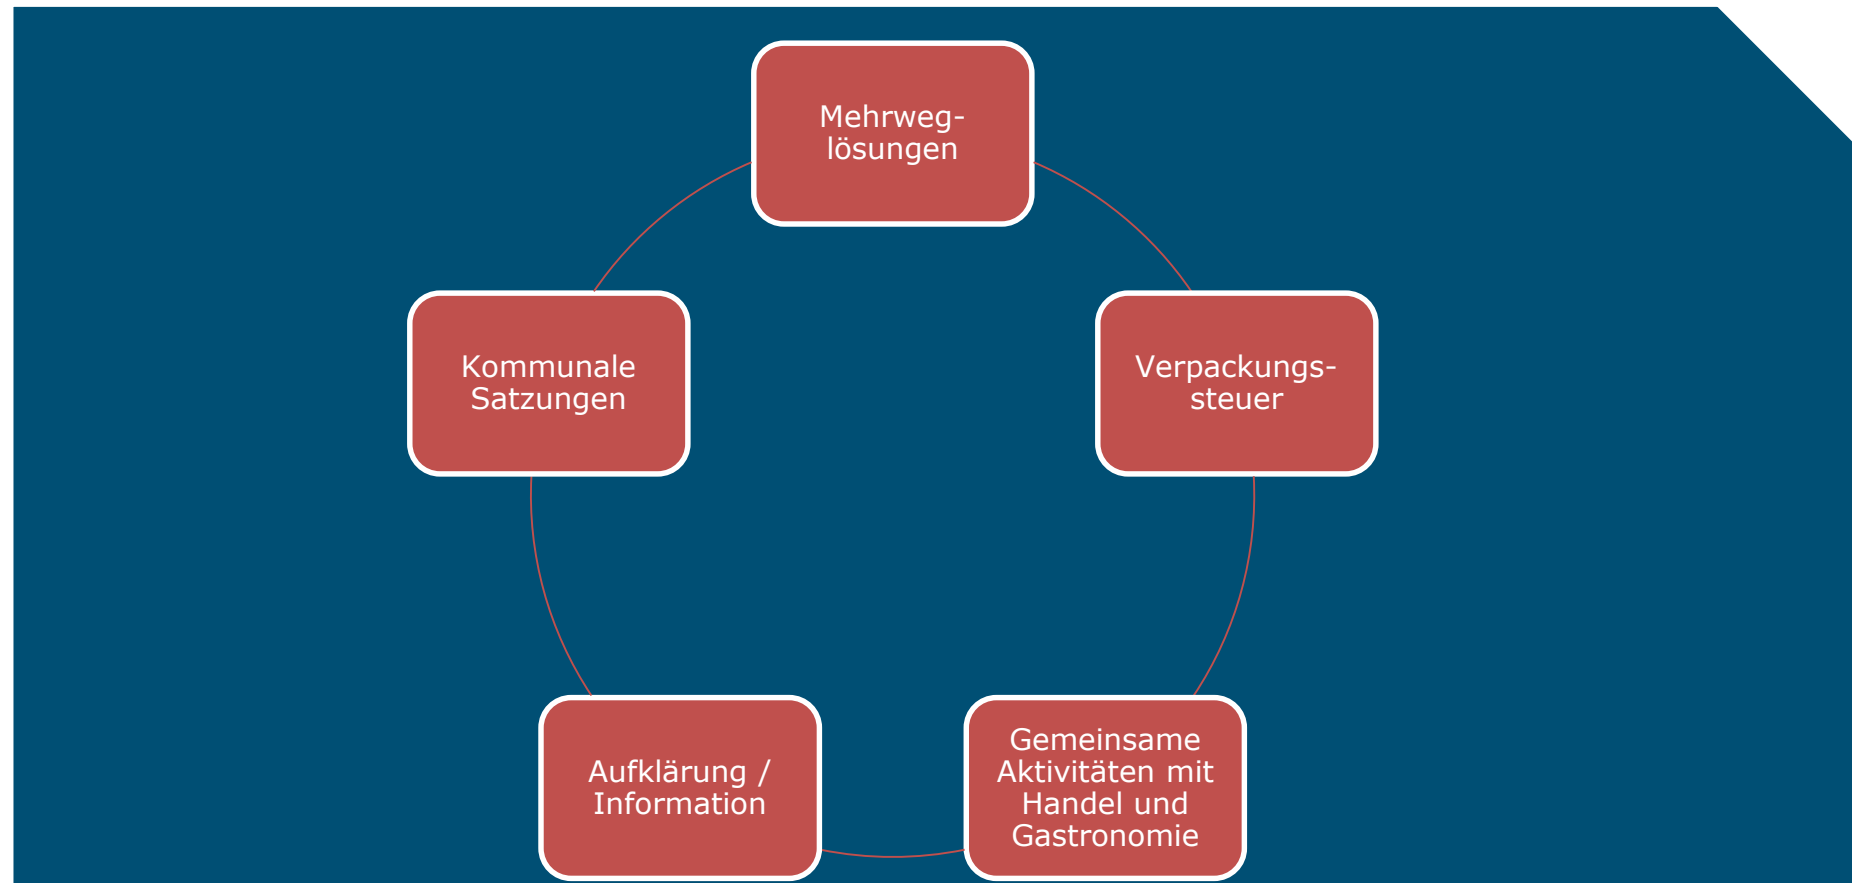 Mehrweg-
lösungen
Verpackungs-
steuer
Gemeinsame
Aktivitäten mit
Handel und
Gastronomie
Aufklärung /
Information
Kommunale
Satzungen